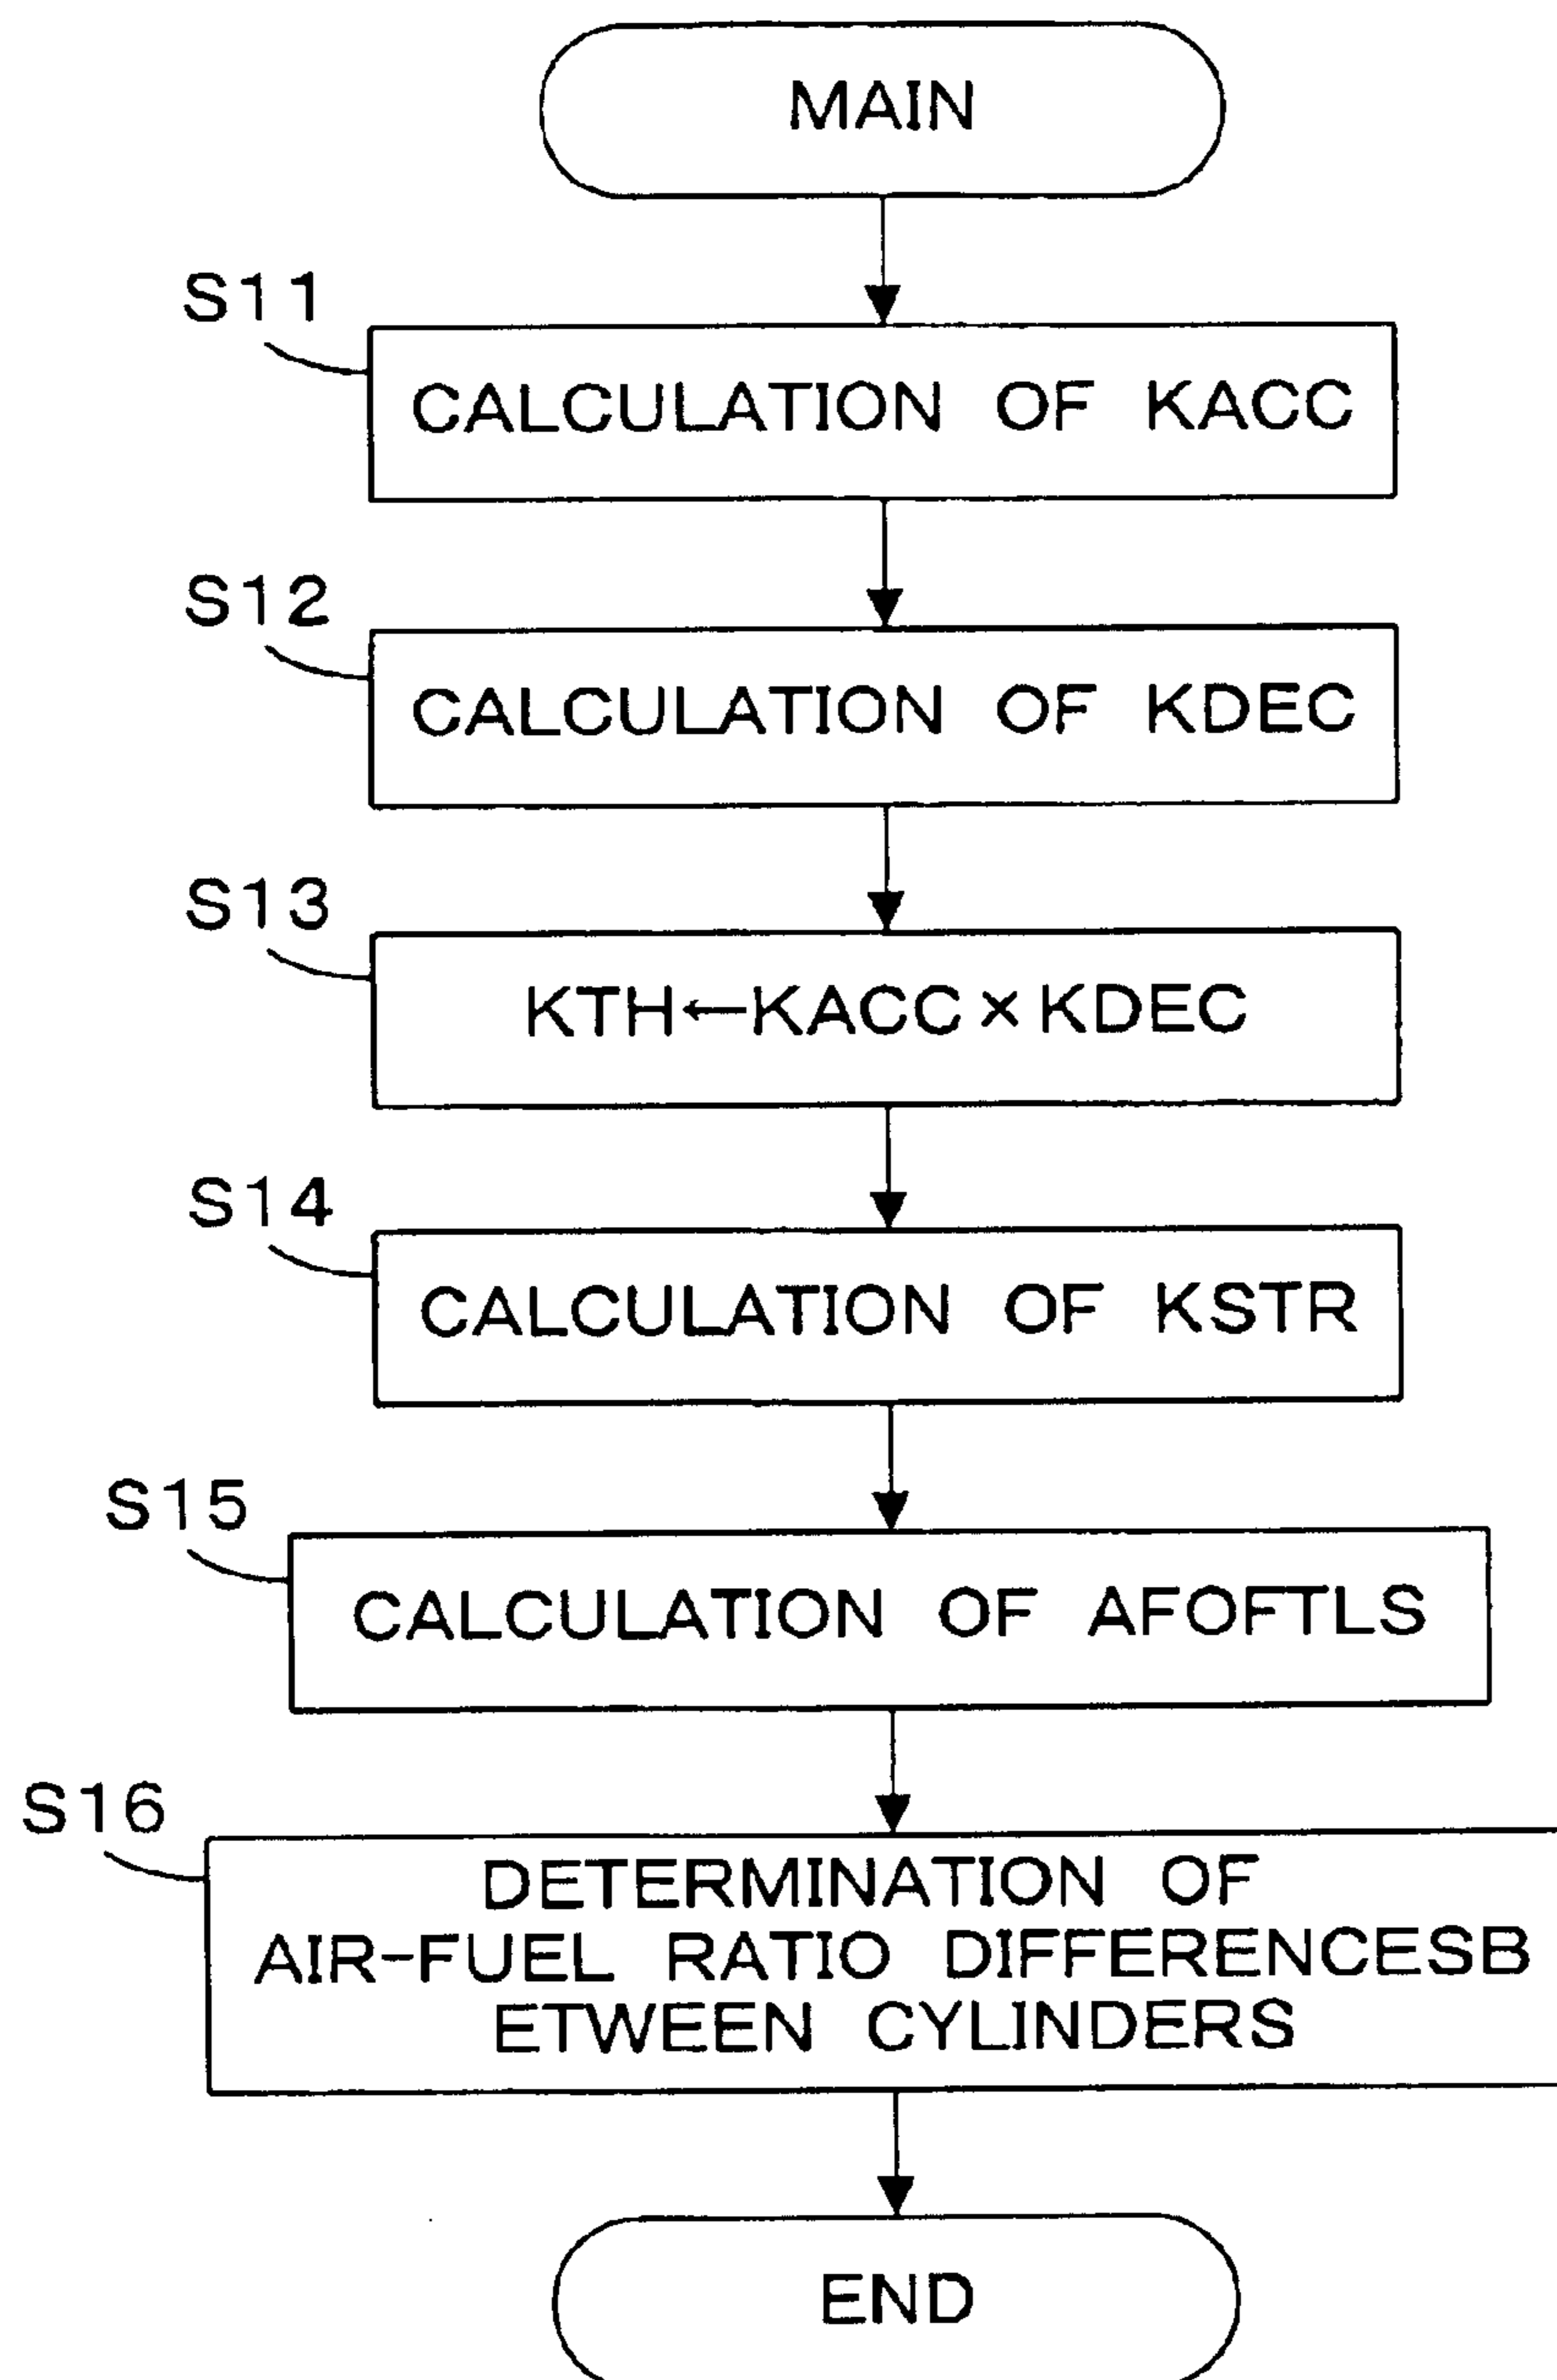 MAIN
S11
CALCULATION OF KACC
S12
CALCULATION OF KDEC
S13
KTH←KACC×KDEC
S14
CALCULATION OF KSTR
S15
CALCULATION OF AFOFTLS
S16
DETERMINATION OF
AIR-FUEL RATIO DIFFERENCESB
ETWEEN CYLINDERS
END